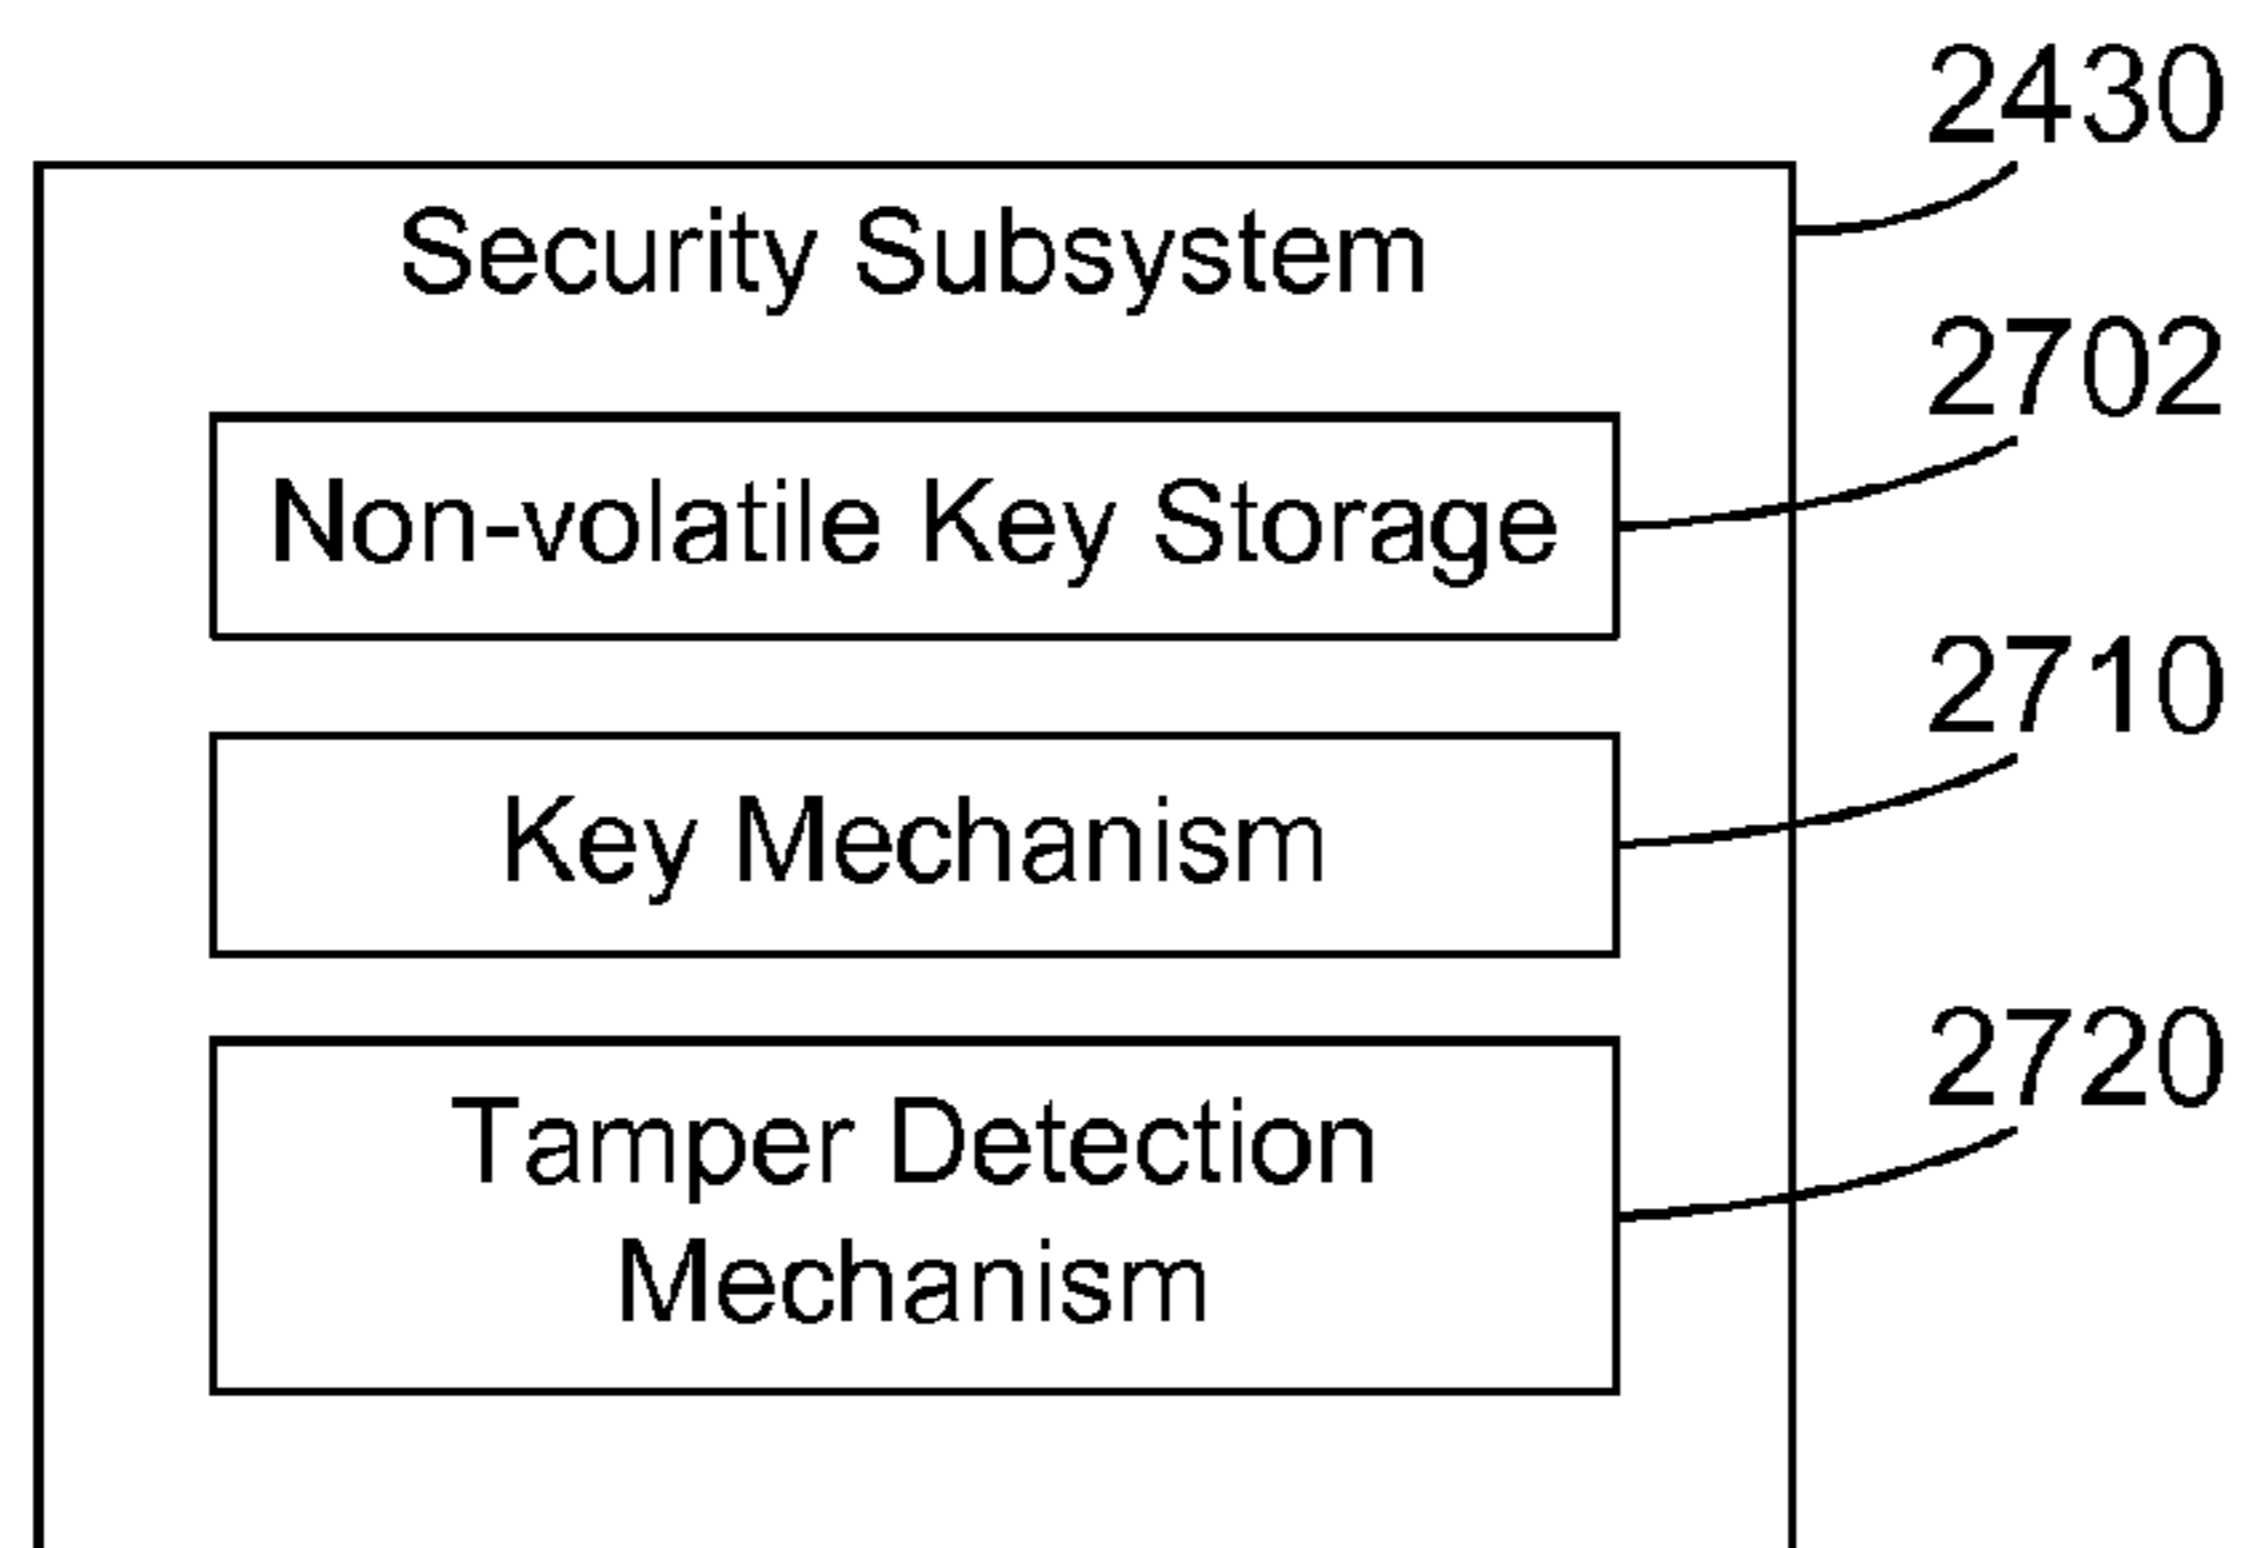 2430
Security Subsystem
2702
Non-volatile Key Storage
2710
Key Mechanism
2720
Tamper Detection
Mechanism